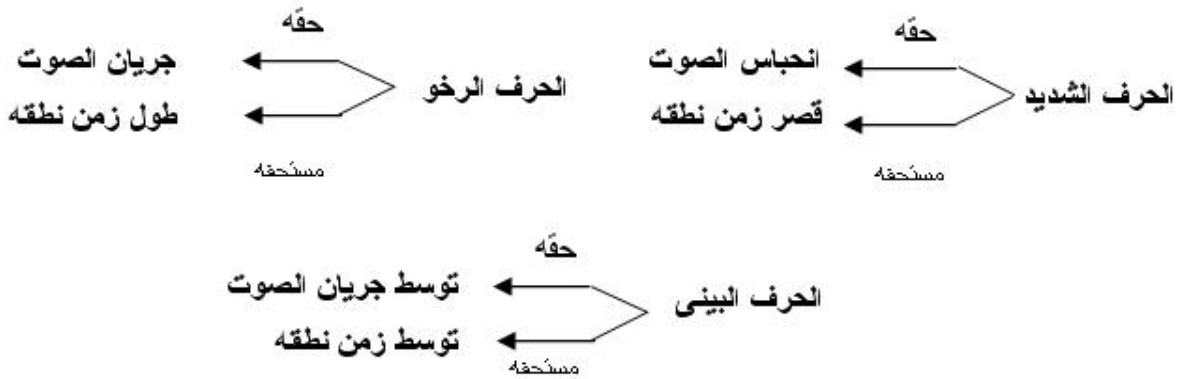 حقّه
انحباس الصوت
الحرف الشديد
قصر زمن نطقه
مستحقه
حقّه
جريان الصوت
الحرف الرخو
طول زمن نطقه
مستحقه
حقّه
توسط جريان الصوت
الحرف البينى
توسط زمن نطقه
مستحقه